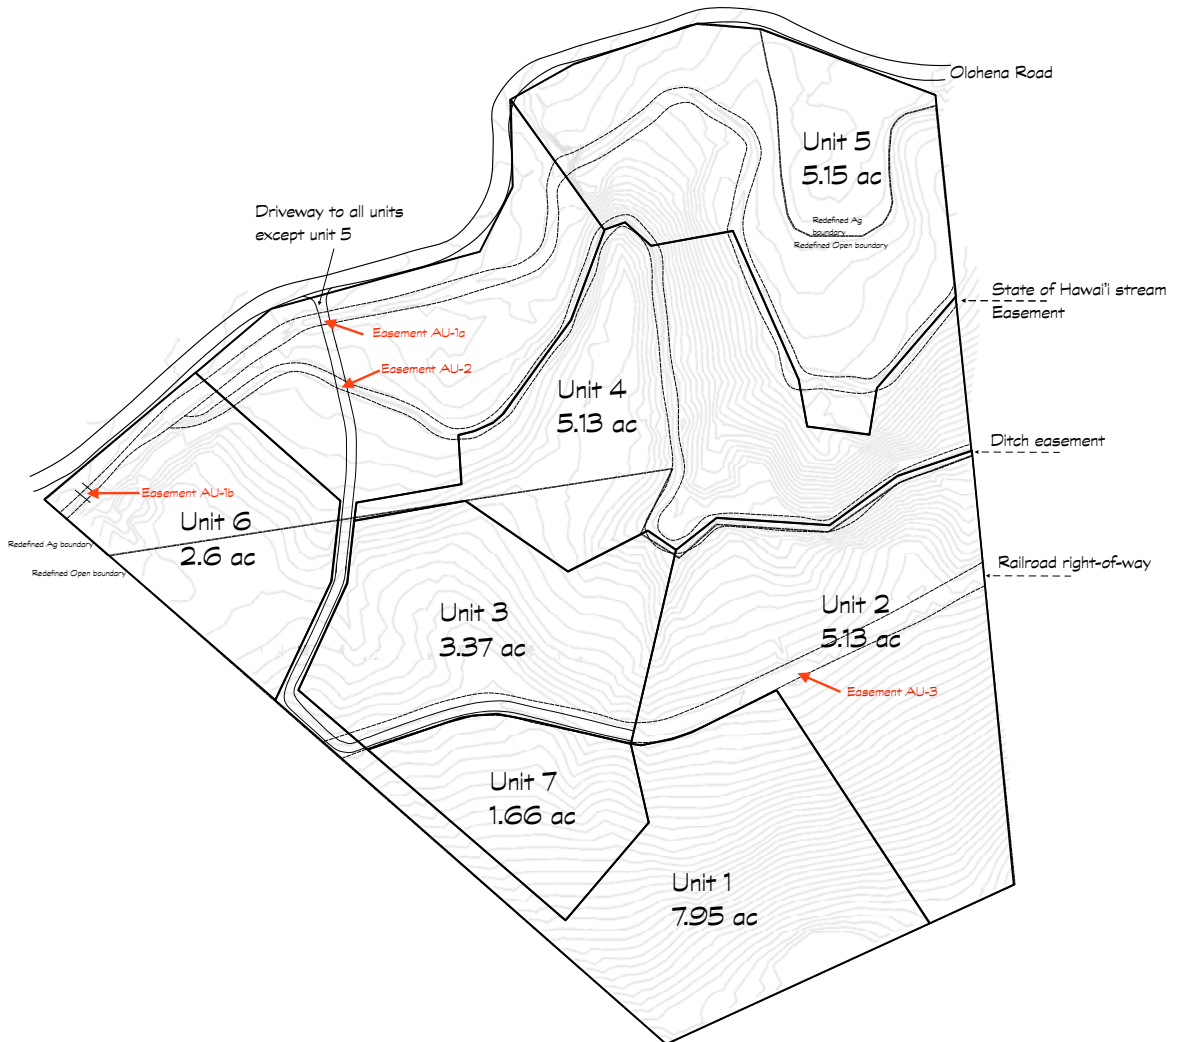 Olohena Road
Unit 5
5.15 ac
Driveway to all units
except unit 5
Redefined Ag
boundary
Redefined Open boundary
State of Hawai'i stream
Easement
Easement AU-1a
Easement AU-2
Unit 4
5.13 ac
Ditch easement
Easement AU-1b
Unit 6
2.6 ac
Redefined Ag boundary
Redefined Open boundary
Railroad right-of-way
Unit 3
3.37 ac
Unit 2
5.13 ac
Easement AU-3
Unit 7
1.66 ac
Unit 1
7.95 ac